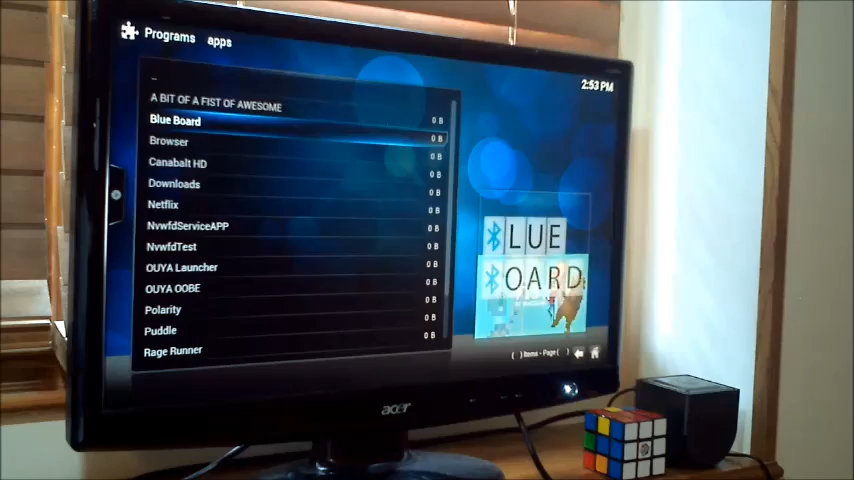 Programs apps
2:53 PM
A BIT OF A FIST OF AWESOME
Blue Board 0 B
Browser 0 B
Canabalt HD 0 B
Downloads 0 B
Netflix 0 B
NvwfdServiceAPP 0 B
NvwfdTest 0 B
OUYA Launcher 0 B
OUYA OOBE 0 B
Polarity 0 B
Puddle 0 B
Rage Runner 0 B
LUE
OARD
( ) Items - Page ( )
acer